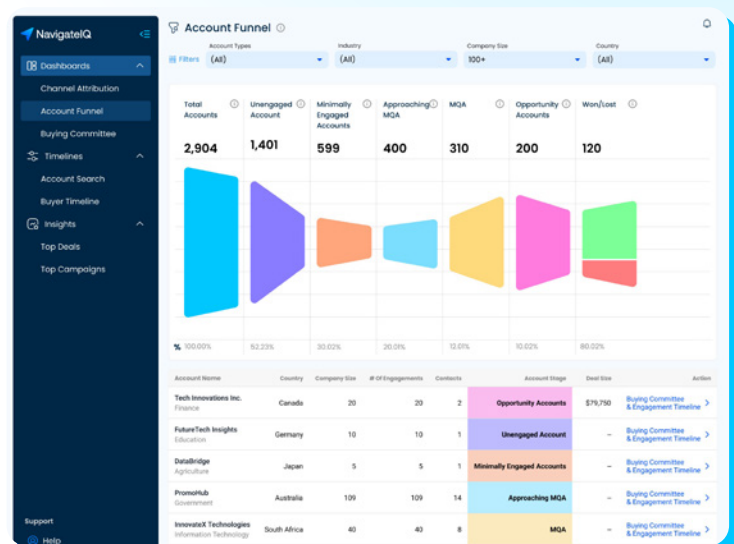 NavigateIQ
Dashboards
Channel Attribution
Account Funnel
Buying Committee
Timelines
Account Search
Buyer Timeline
Insights
Top Deals
Top Campaigns
Support
Help
Account Funnel
Filters
Account Types
(All)
Industry
(All)
Company Size
100+
Country
(All)
Total Accounts
2,904
Unengaged Account
1,401
Minimally Engaged Accounts
599
Approaching MQA
400
MQA
310
Opportunity Accounts
200
Won/Lost
120
% 100.00% 52.23% 30.02% 20.01% 12.01% 10.02% 60.02%
Account Name Country Company Size # Of Engagements Contacts Account Stage Deal Size Action
Tech Innovations Inc. Canada 20 20 2 Opportunity Accounts $79,750 Buying Committee
Finance & Engagement Timeline
FutureTech Insights Germany 10 10 1 Unengaged Account – Buying Committee
Education & Engagement Timeline
DataBridge Japan 5 5 1 Minimally Engaged Accounts – Buying Committee
Agriculture & Engagement Timeline
PromoHub Australia 109 109 14 Approaching MQA – Buying Committee
Government & Engagement Timeline
InnovateX Technologies South Africa 40 40 8 MQA – Buying Committee
Information Technology & Engagement Timeline